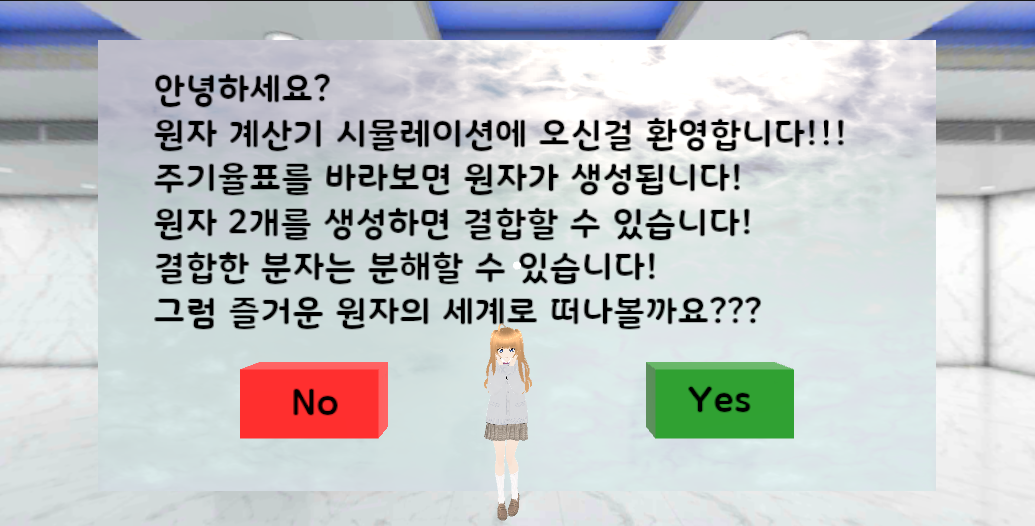 안녕하세요?
원자 계산기 시뮬레이션에 오신걸 환영합니다!!!
주기율표를 바라보면 원자가 생성됩니다!
원자 2개를 생성하면 결합할 수 있습니다!
결합한 분자는 분해할 수 있습니다!
그럼 즐거운 원자의 세계로 떠나볼까요???
No
Yes